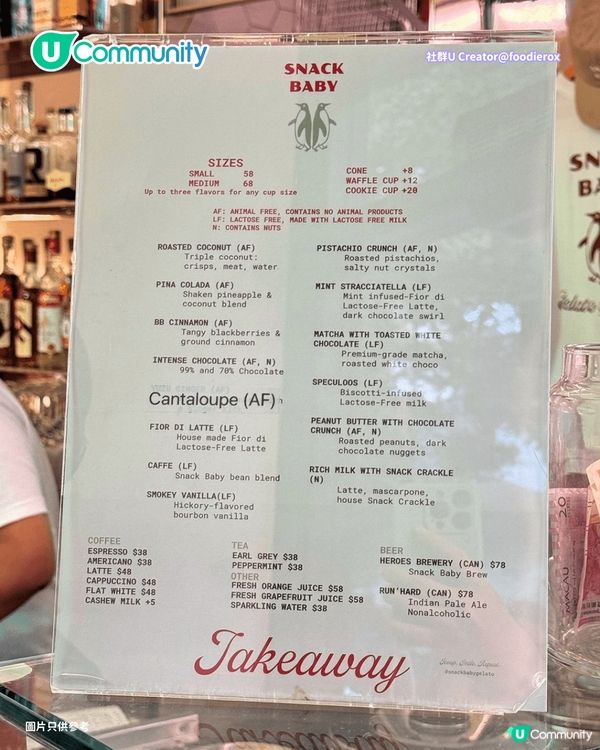 U Community
社群U Creator@foodierox
SNACK
BABY
SIZES
SMALL 58
MEDIUM 68
Up to three flavors for any cup size
CONE +8
WAFFLE CUP +12
COOKIE CUP +20
AF: ANIMAL FREE, CONTAINS NO ANIMAL PRODUCTS
LF: LACTOSE FREE, MADE WITH LACTOSE FREE MILK
N: CONTAINS NUTS
ROASTED COCONUT (AF)
Triple coconut:
crisps, meat, water
PINA COLADA (AF)
Shaken pineapple &
coconut blend
BB CINNAMON (AF)
Tangy blackberries &
ground cinnamon
INTENSE CHOCOLATE (AF, N)
99% and 70% Chocolate
Cantaloupe (AF)
FIOR DI LATTE (LF)
House made Fior di
Lactose-Free Latte
CAFFE (LF)
Snack Baby bean blend
SMOKEY VANILLA(LF)
Hickory-flavored
bourbon vanilla
PISTACHIO CRUNCH (AF, N)
Roasted pistachios,
salty nut crystals
MINT STRACCIATELLA (LF)
Mint infused-Fior di
Lactose-Free Latte,
dark chocolate swirl
MATCHA WITH TOASTED WHITE
CHOCOLATE (LF)
Premium-grade matcha,
roasted white choco
SPECULOOS (LF)
Biscotti-infused
Lactose-Free milk
PEANUT BUTTER WITH CHOCOLATE
CRUNCH (AF, N)
Roasted peanuts, dark
chocolate nuggets
RICH MILK WITH SNACK CRACKLE
(N)
Latte, mascarpone,
house Snack Crackle
COFFEE
ESPRESSO $38
AMERICANO $38
LATTE $48
CAPPUCCINO $48
FLAT WHITE $48
CASHEW MILK +5
TEA
EARL GREY $38
PEPPERMINT $38
OTHER
FRESH ORANGE JUICE $58
FRESH GRAPEFRUIT JUICE $58
SPARKLING WATER $38
BEER
HEROES BREWERY (CAN) $78
Snack Baby Brew
RUN'HARD (CAN) $78
Indian Pale Ale
Nonalcoholic
Takeaway
Scoop, Smile, Repeat.
@snackbabygelato
SN
BA
MACAU
圖片只供參考
U Community